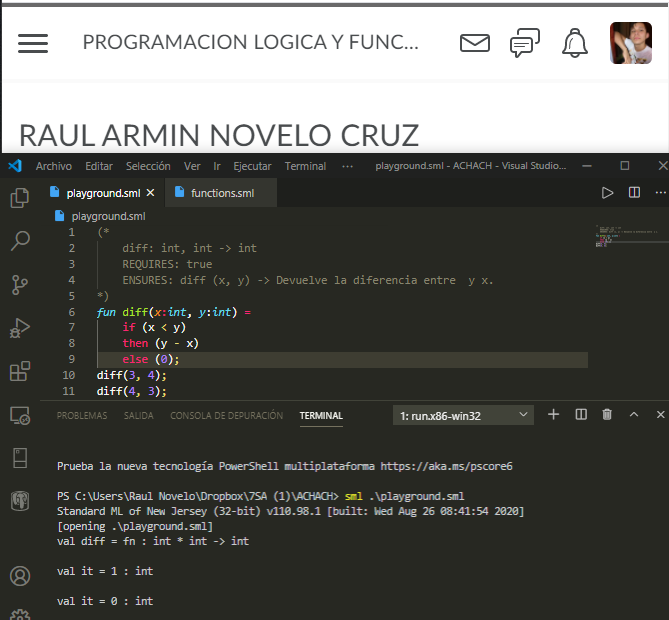 PROGRAMACION LOGICA Y FUNC...
RAUL ARMIN NOVELO CRUZ
Archivo Editar Selección Ver Ir Ejecutar Terminal ··· playground.sml - ACHACH - Visual Studio...
playground.sml functions.sml
playground.sml
1 (*
2 diff: int, int -> int
3 REQUIRES: true
4 ENSURES: diff (x, y) -> Devuelve la diferencia entre  y x.
5 *)
6 fun diff(x:int, y:int) =
7 if (x < y)
8 then (y - x)
9 else (0);
10 diff(3, 4);
11 diff(4, 3);
PROBLEMAS SALIDA CONSOLA DE DEPURACIÓN TERMINAL 1: run.x86-win32
Prueba la nueva tecnología PowerShell multiplataforma https://aka.ms/pscore6
PS C:\Users\Raul Novelo\Dropbox\7SA (1)\ACHACH> sml .\playground.sml
Standard ML of New Jersey (32-bit) v110.98.1 [built: Wed Aug 26 08:41:54 2020]
[opening .\playground.sml]
val diff = fn : int * int -> int
val it = 1 : int
val it = 0 : int